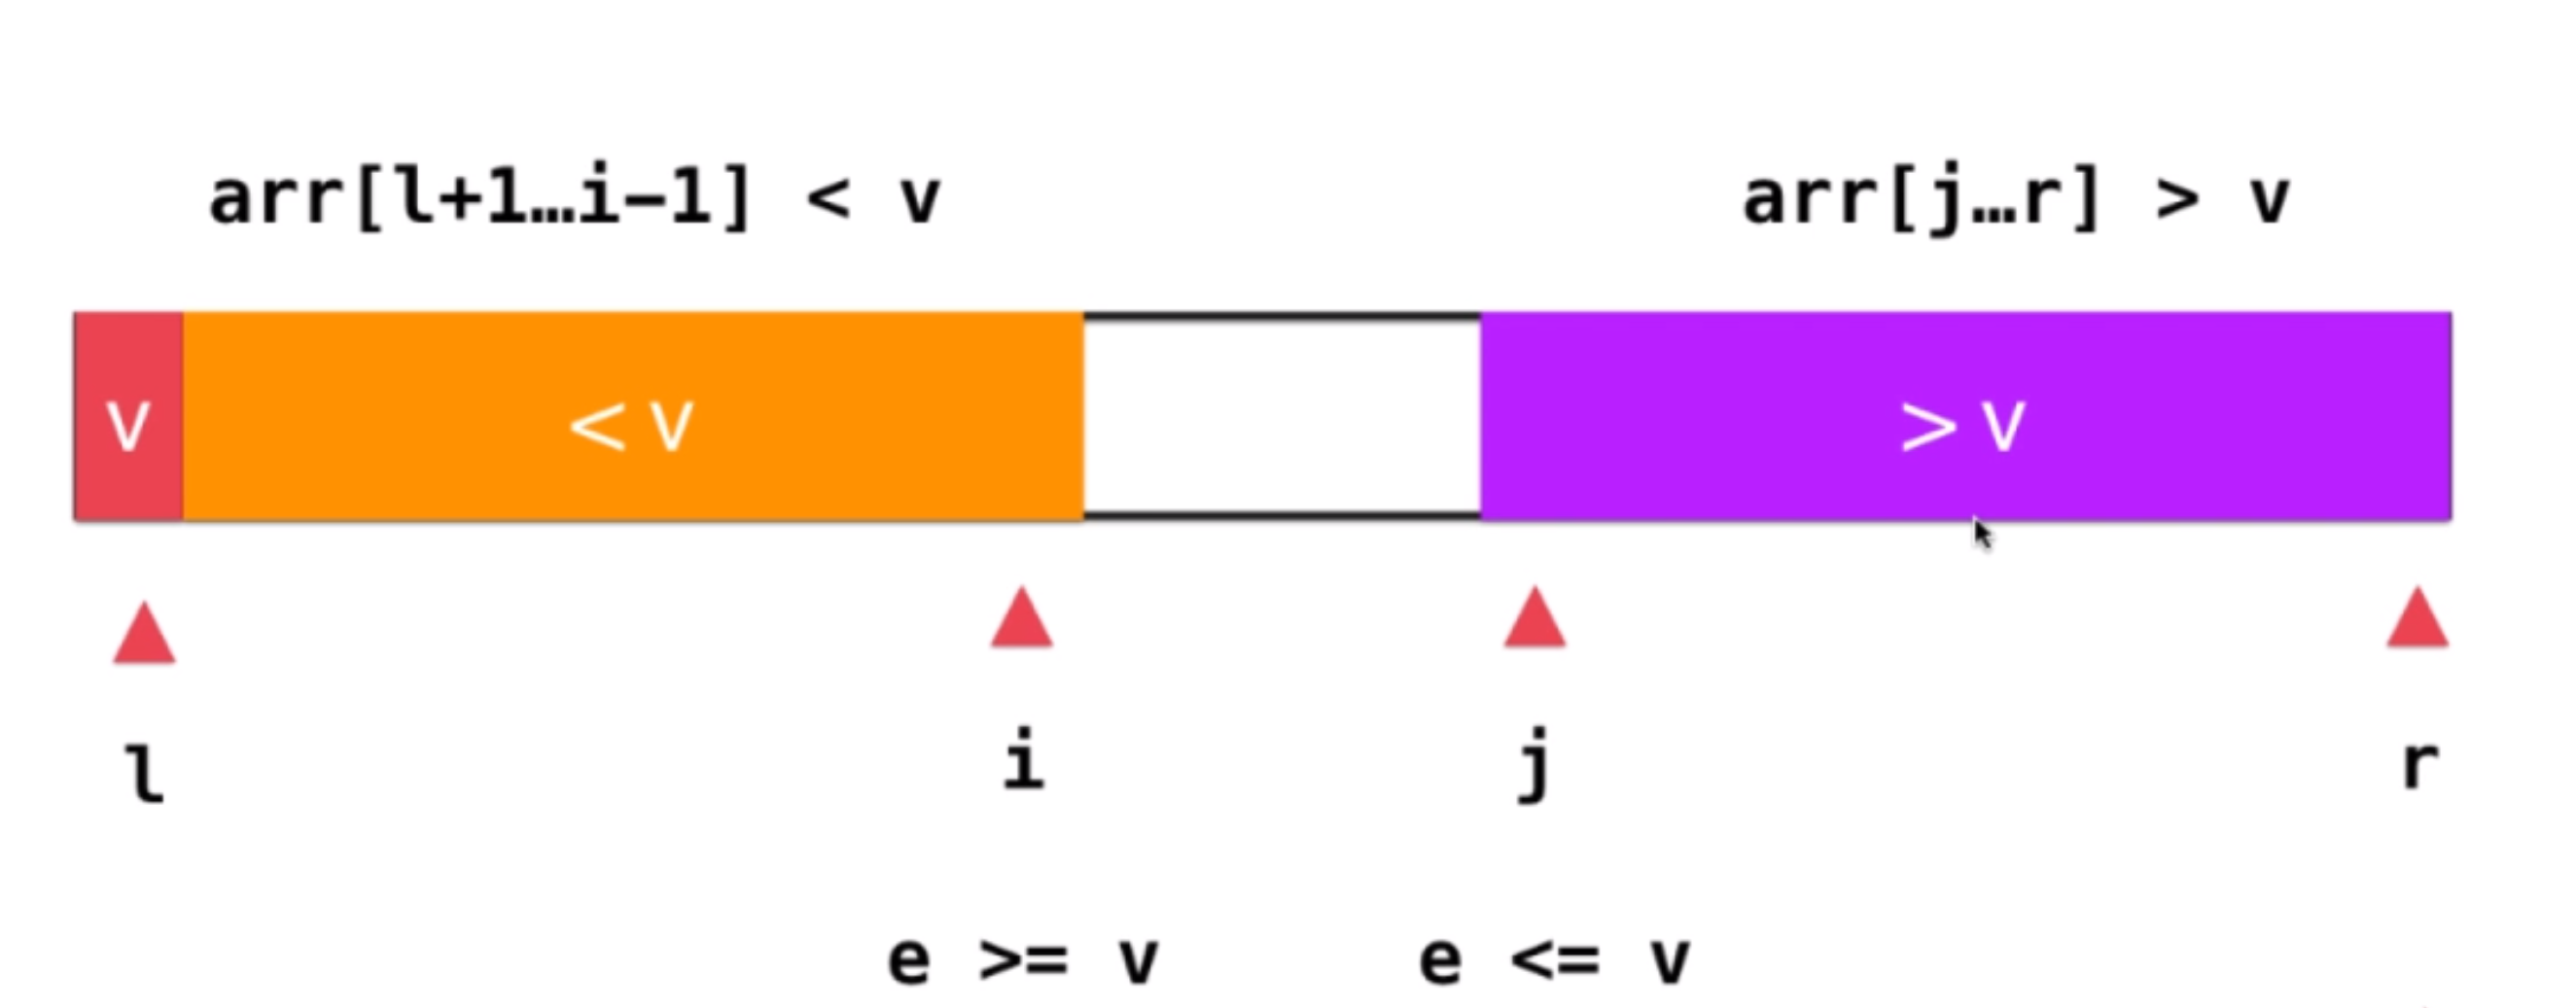 arr[l+1…i–1] < v
arr[j…r] > v
v
< v
> v
l
i
j
r
e >= v
e <= v